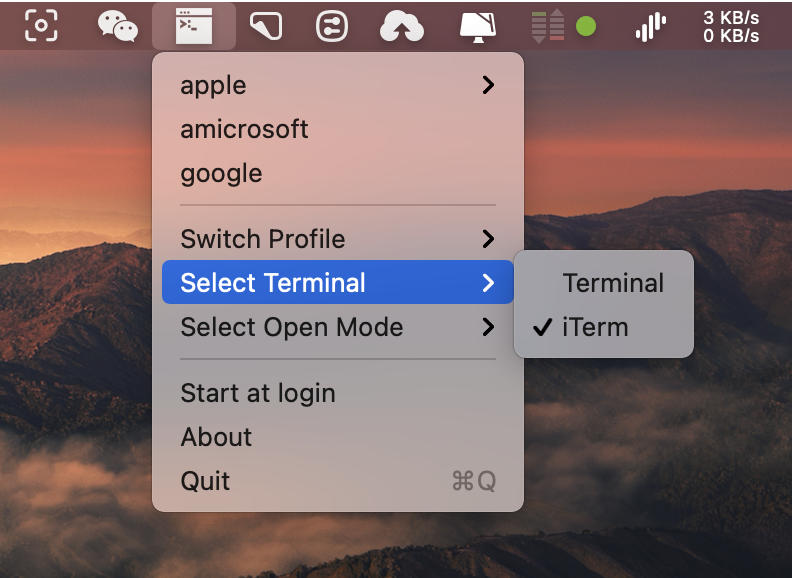 3 KB/s
0 KB/s
apple
amicrosoft
google
Switch Profile
Select Terminal
Terminal
Select Open Mode
iTerm
Start at login
About
Quit ⌘Q